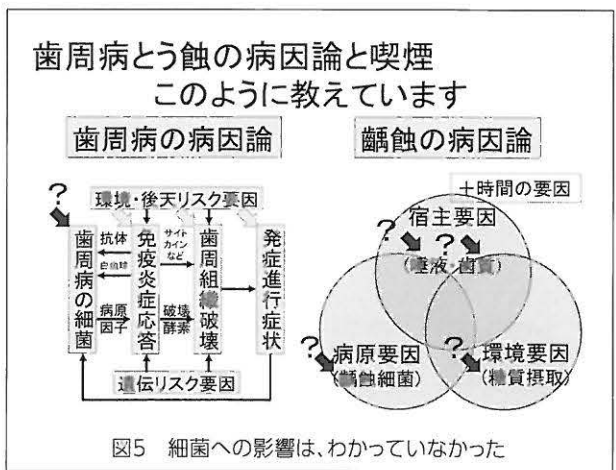 歯周病とう蝕の病因論と喫煙
このように教えています
歯周病の病因論
?
環境・後天リスク要因
歯周病の細菌
抗体
白血球
病原
因子
免疫炎症応答
サイト
カイン
など
破壊
酵素
歯周組織破壊
発症進行症状
遺伝リスク要因
齲蝕の病因論
+時間の要因
宿主要因
? ?
(唾液・歯質)
?
病原要因
(齲蝕細菌)
?
環境要因
(糖質摂取)
図5 細菌への影響は、わかっていなかった